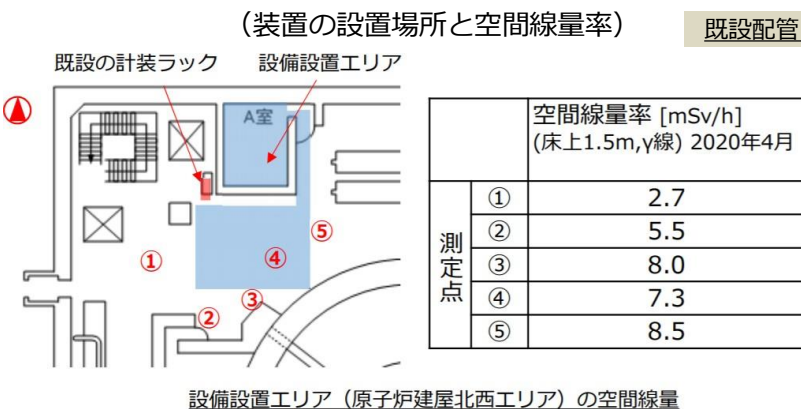 （装置の設置場所と空間線量率）
既設配管
既設の計装ラック
設備設置エリア
A室
①
②
③
④
⑤
空間線量率 [mSv/h]
(床上1.5m,γ線) 2020年4月
測定点
① 2.7
② 5.5
③ 8.0
④ 7.3
⑤ 8.5
設備設置エリア（原子炉建屋北西エリア）の空間線量